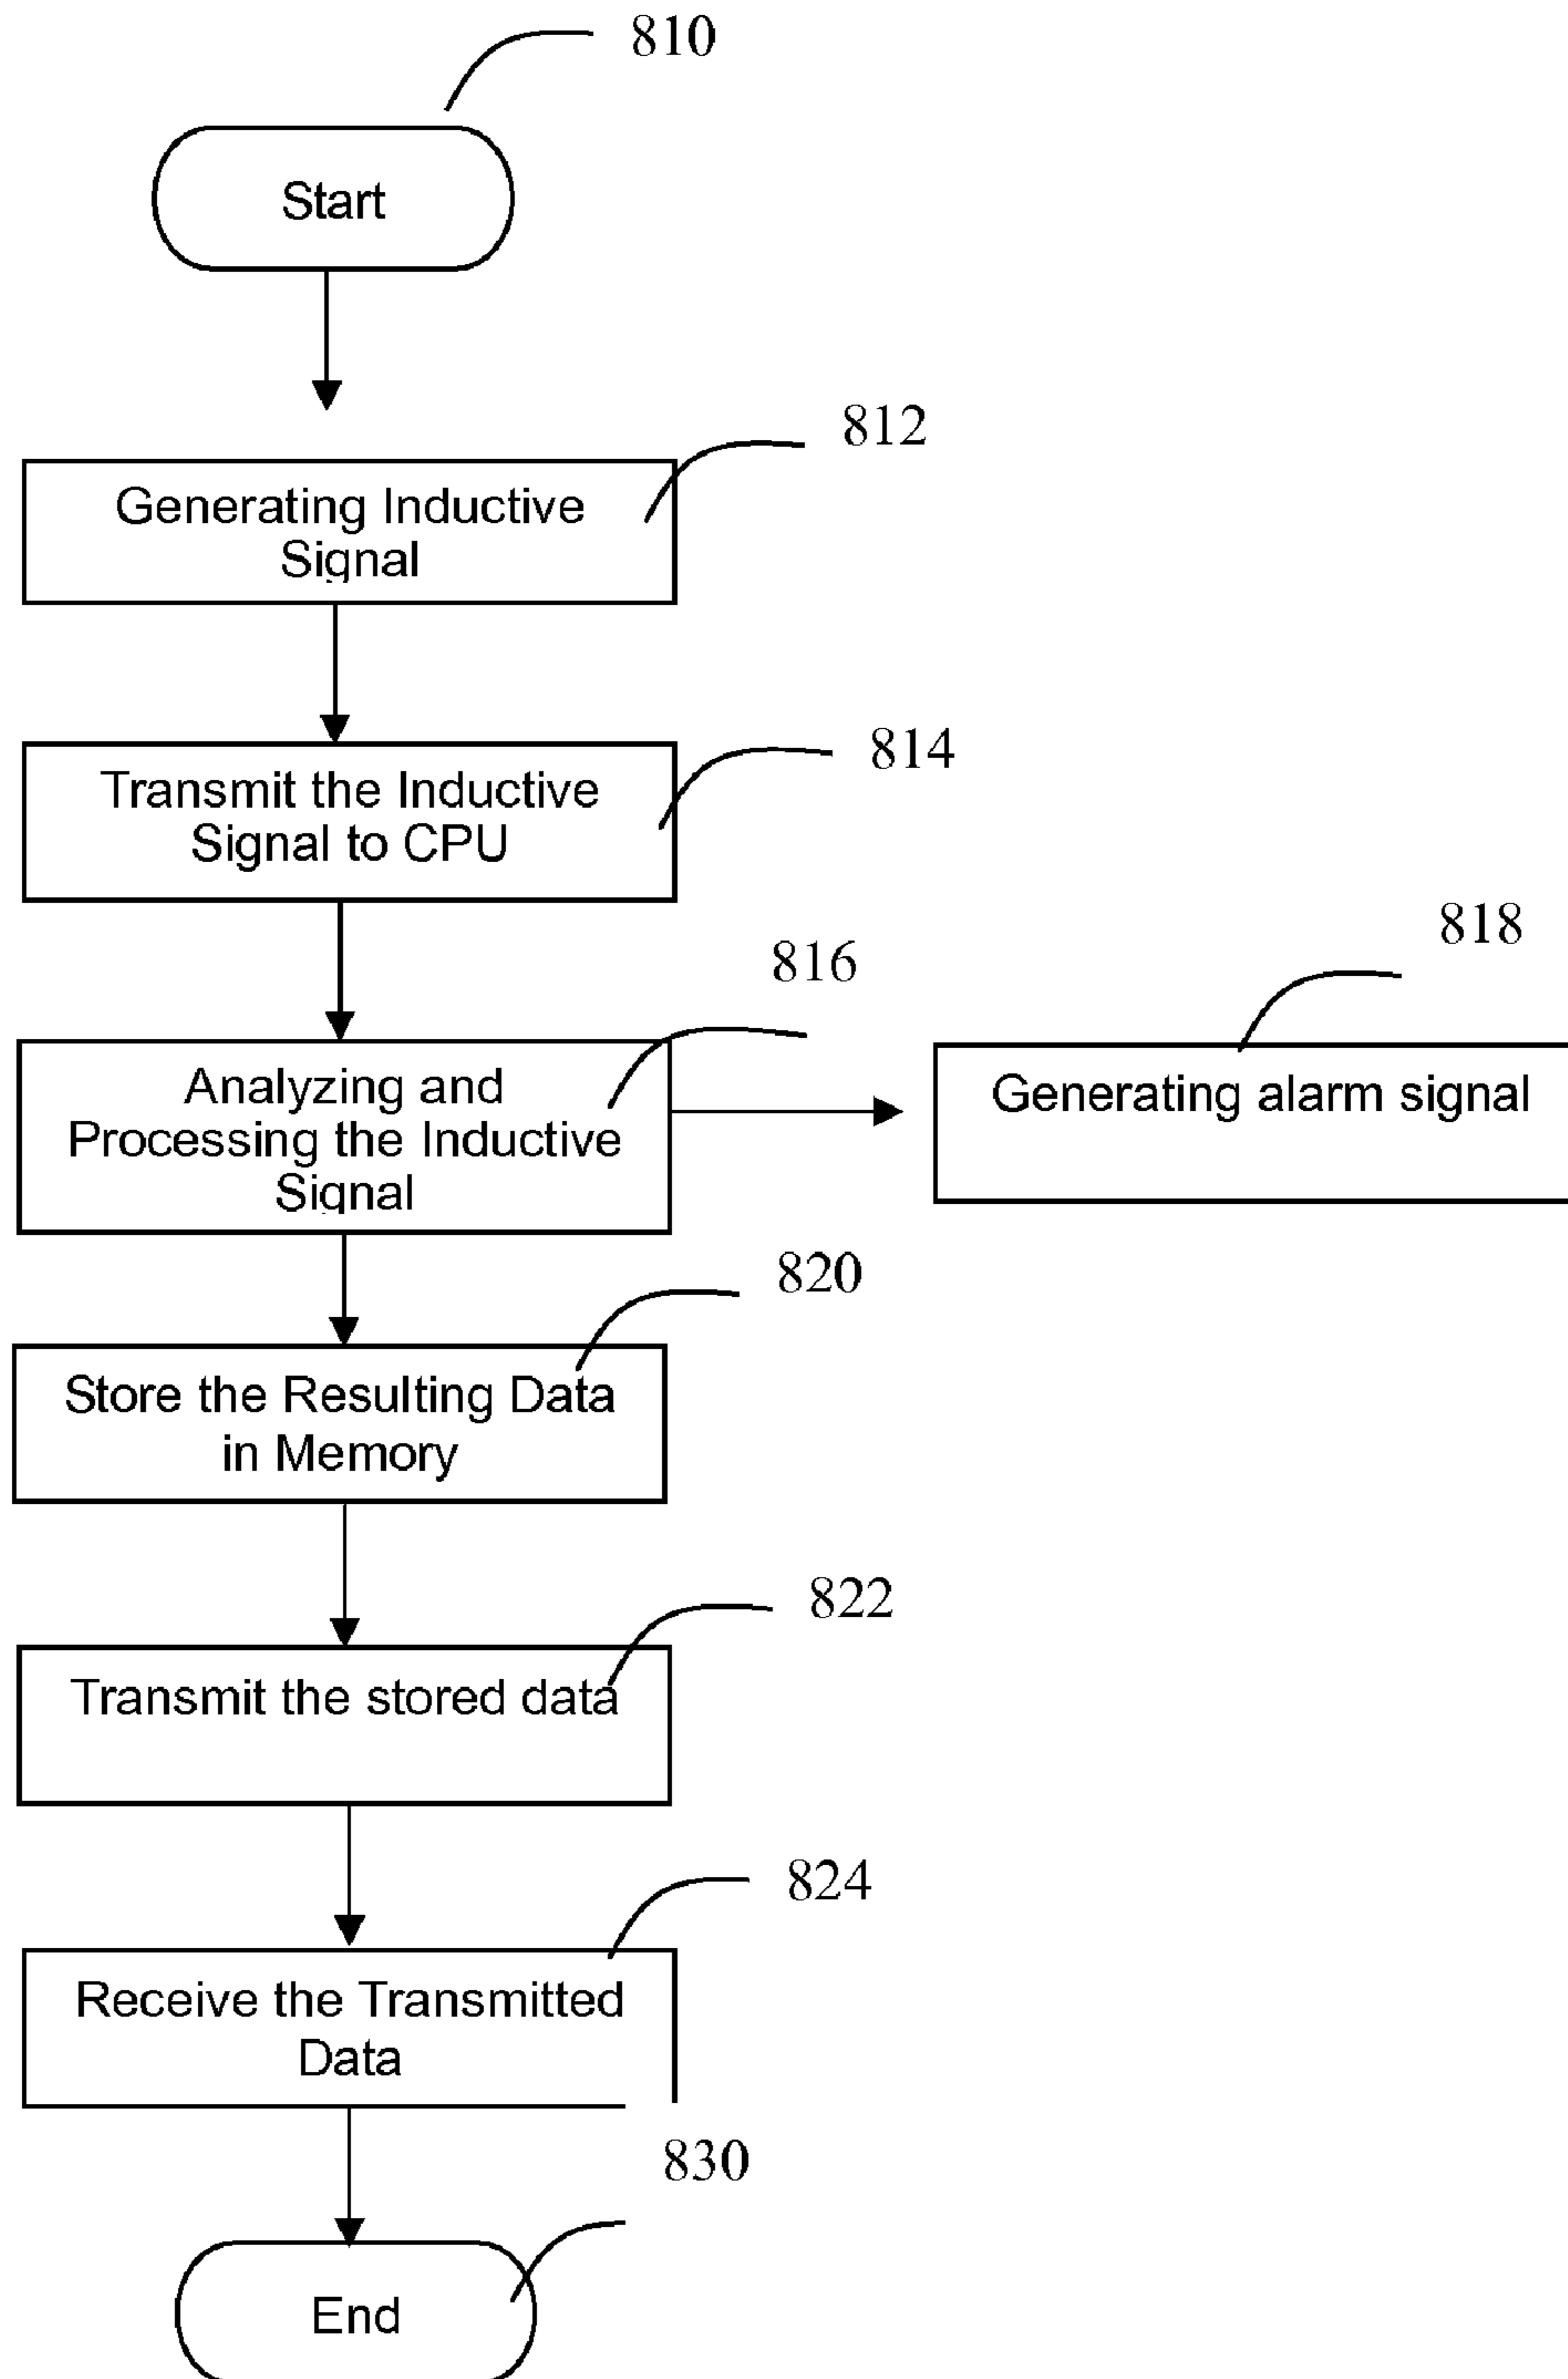 810
Start
812
Generating Inductive
Signal
814
Transmit the Inductive
Signal to CPU
816
Analyzing and
Processing the Inductive
Signal
818
Generating alarm signal
820
Store the Resulting Data
in Memory
822
Transmit the stored data
824
Receive the Transmitted
Data
830
End